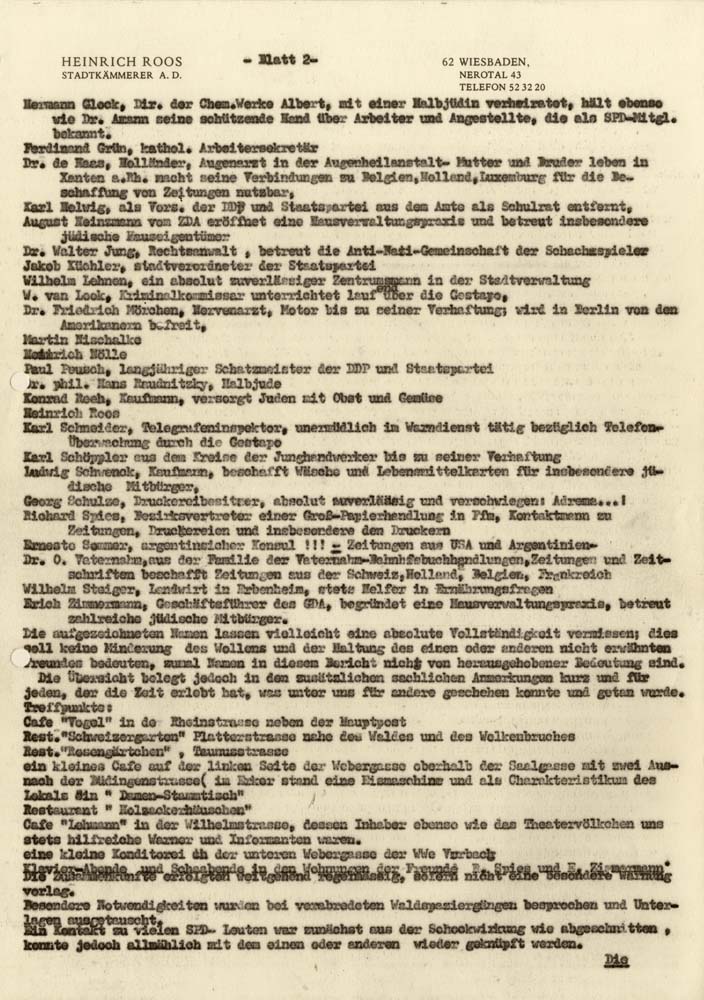 HEINRICH ROOS
STADTKÄMMERER A. D.
- Blatt 2-
62 WIESBADEN,
NEROTAL 43
TELEFON 52 32 20
Hermann Glock, Dir. der Chem.Werke Albert, mit einer Halbjüdin verheiratet, hält ebenso
wie Dr. Amann seine schützende Hand über Arbeiter und Angestellte, die als SPD-Mitgl.
bekannt.
Ferdinand Grün, kathol. Arbeitersekretär
Dr. de Haas, Holländer, Augenarzt in der Augenheilanstalt- Mutter und Bruder leben in
Xanten a.Rh. macht seine Verbindungen zu Belgien,Holland,Luxemburg für die Be-
schaffung von Zeitungen nutzbar,
Karl Helwig, als Vors. der DDP und Staatspartei aus dem Amte als Schulrat entfernt,
August Heinzmann vom ZDA eröffnet eine Hausverwaltungspraxis und betreut insbesondere
jüdische Hauseigentümer
Dr. Walter Jung, Rechtsanwalt , betreut die Anti-Nazi-Gemeinschaft der Schachspieler
Jakob Küchler, stadtverordneter der Staatspartei
Wilhelm Lehnen, ein absolut zuverlässiger Zentrumsmann in der Stadtverwaltung
W. van Look, Kriminalkommissar unterrichtet laufend über die Gestapo,
Dr. Friedrich Mörchen, Nervenarzt, Motor bis zu seiner Verhaftung; wird in Berlin von den
Amerikanern befreit,
Martin Nischalke
Heinrich Nölle
Paul Peusch, langjähriger Schatzmeister der DDP und Staatspartei
Dr. phil. Hans Raudnitzky, Halbjude
Konrad Reeh, Kaufmann, versorgt Juden mit Obst und Gemüse
Heinrich Roos
Karl Schneider, Telegrafeninspektor, unermüdlich im Warndienst tätig bezüglich Telefon-
Überwachung durch die Gestapo
Karl Schöppler aus dem Kreise der Junghandwerker bis zu seiner Verhaftung
Ludwig Schwenck, Kaufmann, beschafft Wäsche und Lebensmittelkarten für insbesondere jü-
dische Mitbürger,
Georg Schulze, Druckereibesitzer, absolut zuverlässig und verschwiegen: Adrema...!
Richard Spies, Bezirksvertreter einer Groß-Papierhandlung in Ffm, Kontaktmann zu
Zeitungen, Druckereien und insbesondere den Druckern
Ernesto Sommer, argentinsicher Konsul !!! - Zeitungen aus USA und Argentinien-
Dr. O. Vaternahm,aus der Familie der Vaternahm-Bahnhofsbuchhandlungen,Zeitungen und Zeit-
schriften beschafft Zeitungen aus der Schweiz,Holland, Belgien, Frankreich
Wilhelm Steiger, Landwirt in Erbenheim, stets Helfer in Ernährungsfragen
Erich Zimmermann, Geschäftsführer des GDA, begründet eine Hausverwaltungspraxis, betreut
zahlreiche jüdische Mitbürger.
Die aufgezeichneten Namen lassen vielleicht eine absolute Vollständigkeit vermissen; dies
soll keine Minderung des Wollens und der Haltung des einen oder anderen nicht erwähnten
Freundes bedeuten, zumal Namen in diesem Bericht nicht von herausgehobener Bedeutung sind.
Die Übersicht belegt jedoch in den zusätzlichen sachlichen Anmerkungen kurz und für
jeden, der die Zeit erlebt hat, was unter uns für andere geschehen konnte und getan wurde.
Treffpunkte:
Cafe "Vogel" in de Rheinstrasse neben der Hauptpost
Rest."Schweizergarten" Platterstrasse nahe des Waldes und des Wolkenbruches
Rest."Rosengärtchen" , Taunusstrasse
ein kleines Cafe auf der linken Seite der Webergasse oberhalb der Saalgasse mit zwei Aus-
nach der Büdingenstrasse( im Erker stand eine Eismaschine und als Charakteristikum des
Lokals ein " Damen-Stammtisch"
Restaurant " Holzackerhäuschen"
Cafe "Lehmann" in der Wilhelmstrasse, dessen Inhaber ebenso wie das Theatervölkchen uns
stets hilfreiche Warner und Informanten waren.
eine kleine Konditorei in der unteren Webergasse der WWe
Klavier-Abende und Schaabende in den Wohnungen der Freunde R. Spies und E. Zimmermann.
Die Zusammenkünfte erfolgten weitgehend regelmässig, sofern nicht eine besondere Warnung
vorlag.
Besondere Notwendigkeiten wurden bei verabredeten Waldspaziergängen besprochen und Unter-
lagen ausgetauscht.
Ein Kontakt zu vielen SPD- Leuten war zunächst aus der Schockwirkung wie abgeschnitten ,
konnte jedoch allmählich mit dem einen oder anderen wieder geknüpft werden.
Die